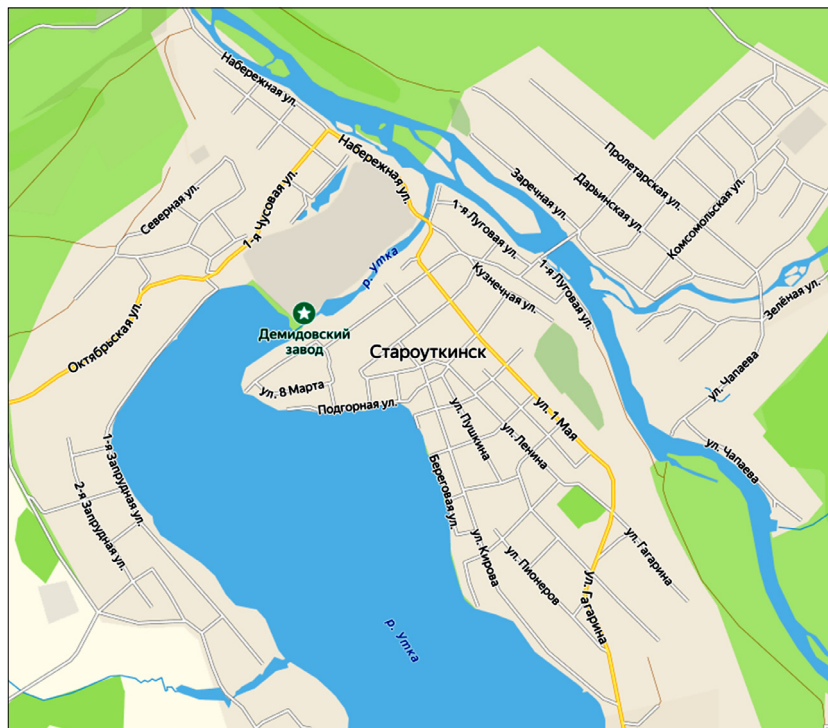 Набережная ул.
Набережная ул.
Пролетарская ул.
Заречная ул.
Дарьинская ул.
Северная ул.
1-я Чусовая ул.
1-я Луговая ул.
Комсомольская ул.
р. Утка
Кузнечная ул.
1-я Луговая ул.
Зелёная ул.
Октябрьская ул.
Демидовский
завод
Староуткинск
ул. Чапаева
ул. 8 Марта
Подгорная ул.
ул. Пушкина
ул. 1 Мая
ул. Ленина
ул. Чапаева
1-я Запрудная ул.
2-я Запрудная ул.
Береговая ул.
ул. Кирова
ул. Пионеров
ул. Гагарина
ул. Гагарина
р. Утка